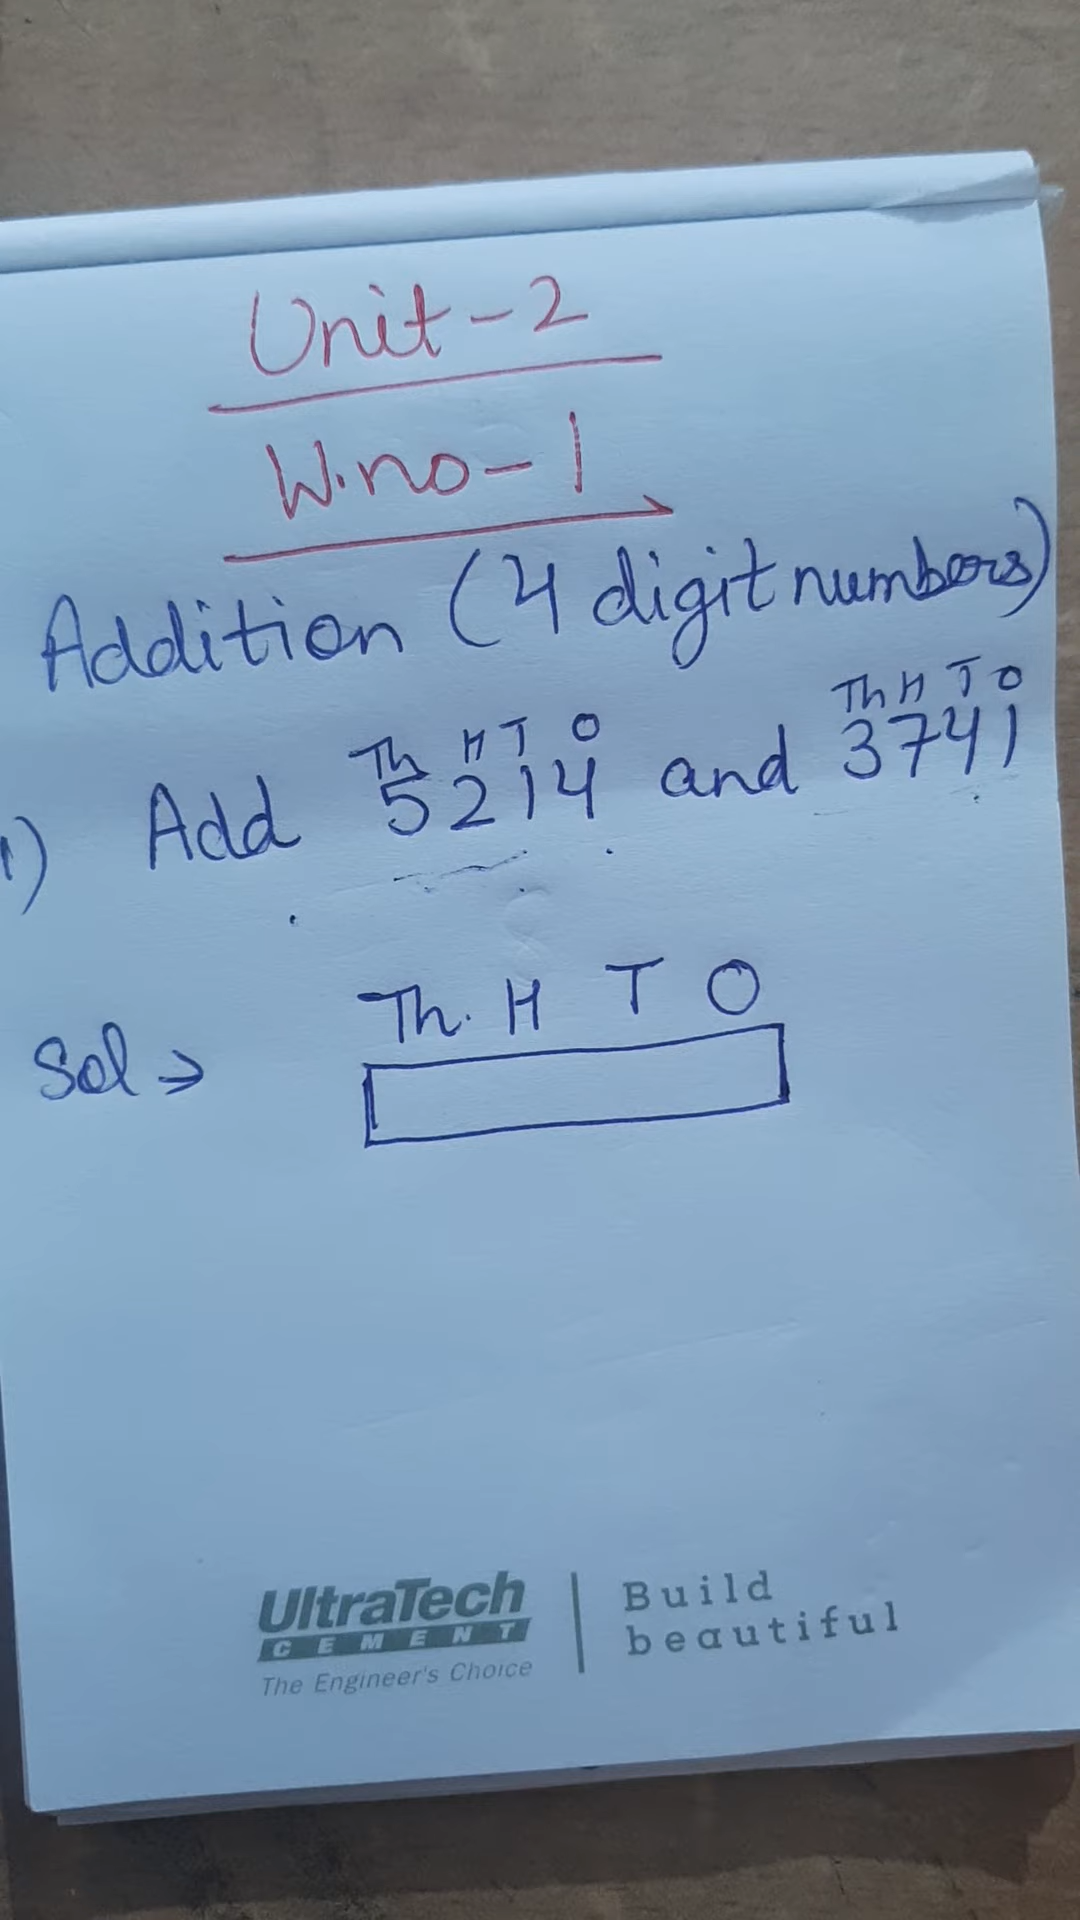 Unit-2
W.no-1
Addition (4 digit numbers)
Th H T O Th H T O
1) Add 5214 and 3741
Th. H T O
Sol →
UltraTech
CEMENT
The Engineer's Choice
Build
beautiful